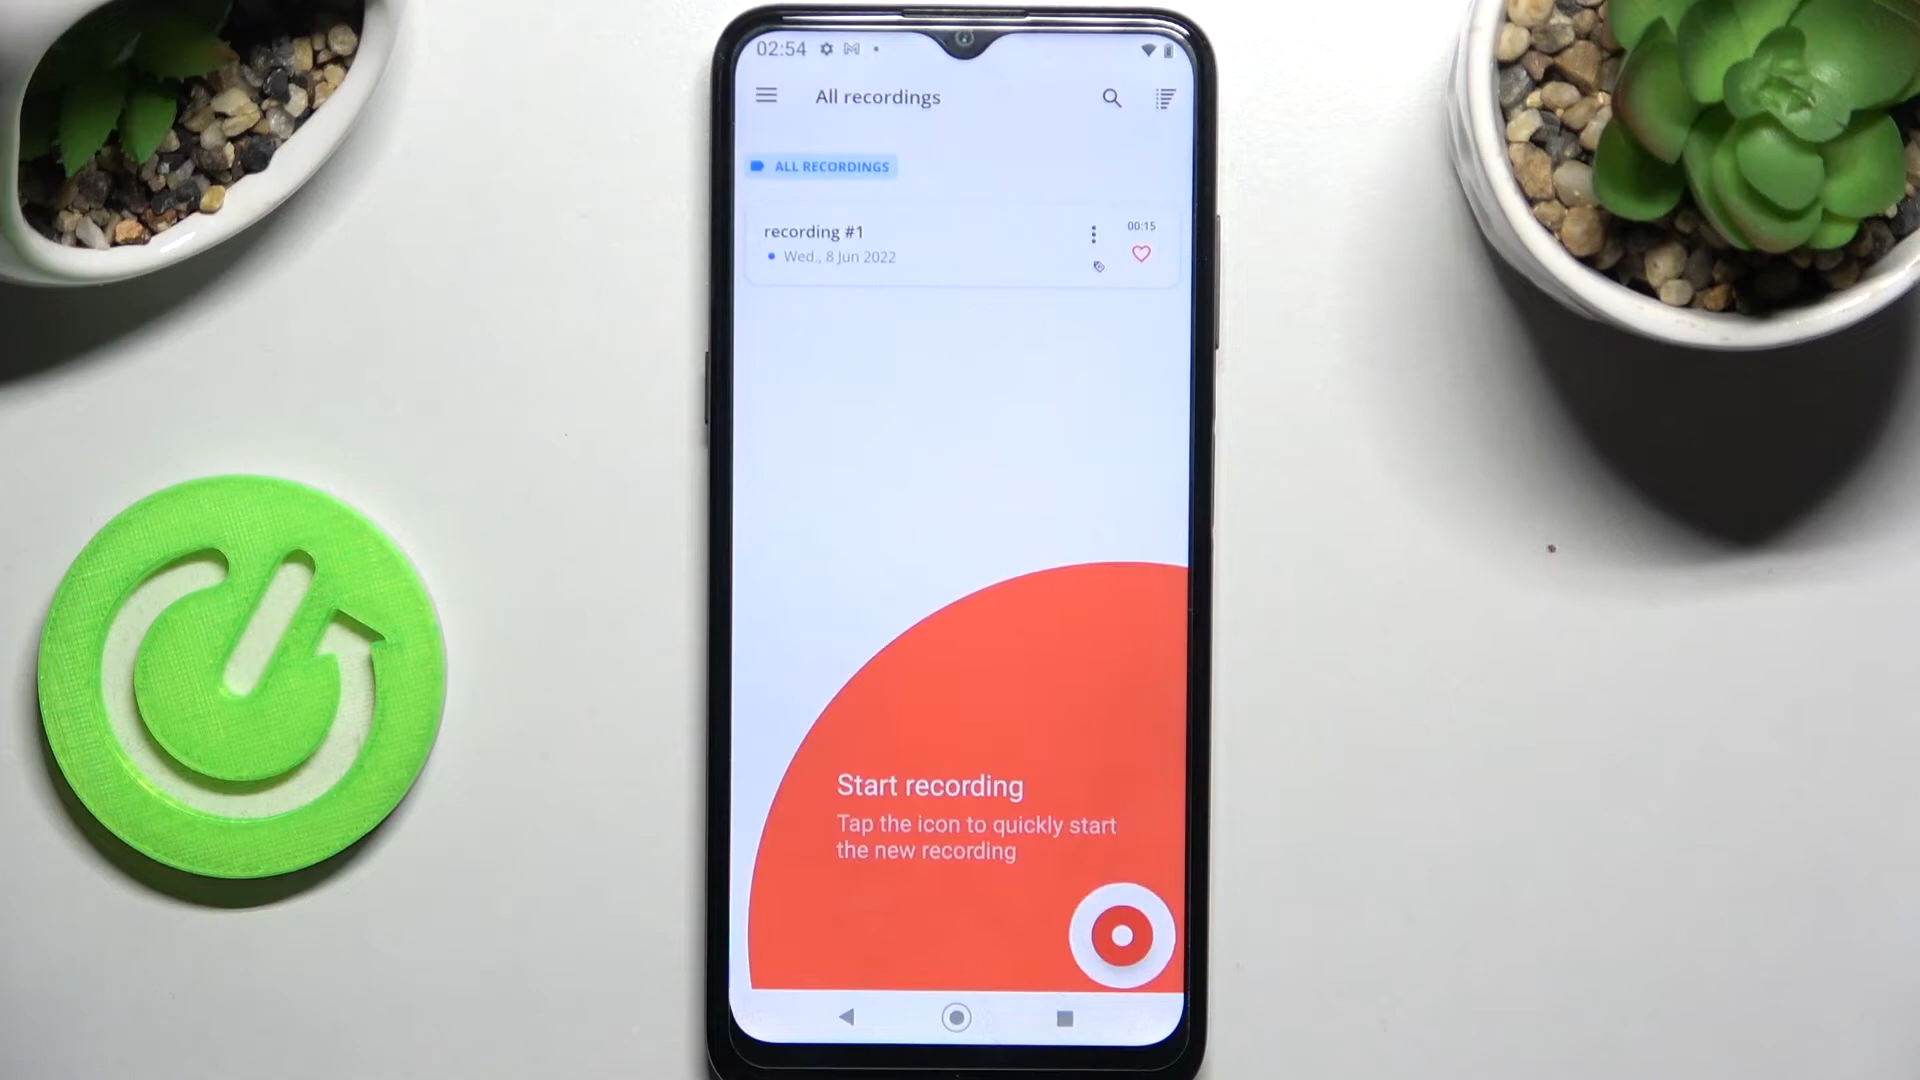 02:54
All recordings
ALL RECORDINGS
recording #1
00:15
Wed., 8 Jun 2022
Start recording
Tap the icon to quickly start
the new recording